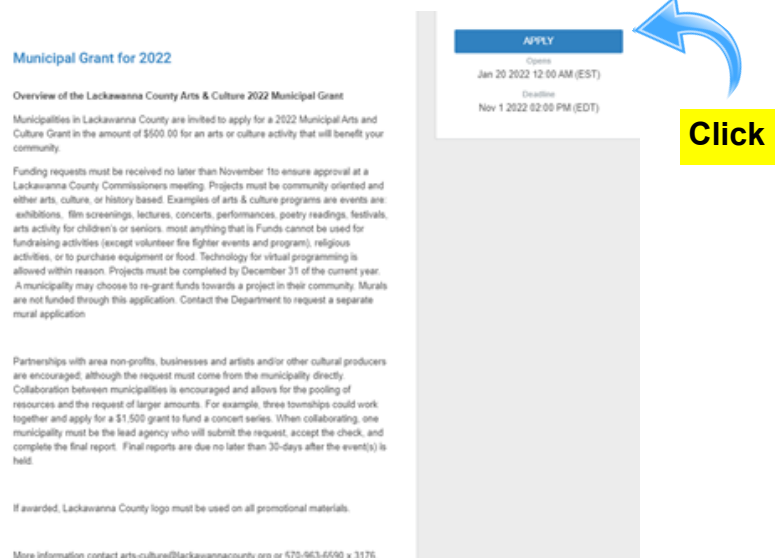 Municipal Grant for 2022
Overview of the Lackawanna County Arts & Culture 2022 Municipal Grant
Municipalities in Lackawanna County are invited to apply for a 2022 Municipal Arts and
Culture Grant in the amount of $500.00 for an arts or culture activity that will benefit your
community.
Funding requests must be received no later than November 1to ensure approval at a
Lackawanna County Commissioners meeting. Projects must be community oriented and
either arts, culture, or history based. Examples of arts & culture programs are events are:
exhibitions, film screenings, lectures, concerts, performances, poetry readings, festivals,
arts activity for children's or seniors. most anything that is Funds cannot be used for
fundraising activities (except volunteer fire fighter events and program), religious
activities, or to purchase equipment or food. Technology for virtual programming is
allowed within reason. Projects must be completed by December 31 of the current year.
A municipality may choose to re-grant funds towards a project in their community. Murals
are not funded through this application. Contact the Department to request a separate
mural application
Partnerships with area non-profits, businesses and artists and/or other cultural producers
are encouraged; although the request must come from the municipality directly.
Collaboration between municipalities is encouraged and allows for the pooling of
resources and the request of larger amounts. For example, three townships could work
together and apply for a $1,500 grant to fund a concert series. When collaborating, one
municipality must be the lead agency who will submit the request, accept the check, and
complete the final report. Final reports are due no later than 30-days after the event(s) is
held.
If awarded, Lackawanna County logo must be used on all promotional materials.
More information contact arts-culture@lackawannacounty.org or 570-963-6590 x 3176
APPLY
Opens
Jan 20 2022 12:00 AM (EST)
Deadline
Nov 1 2022 02:00 PM (EDT)
Click